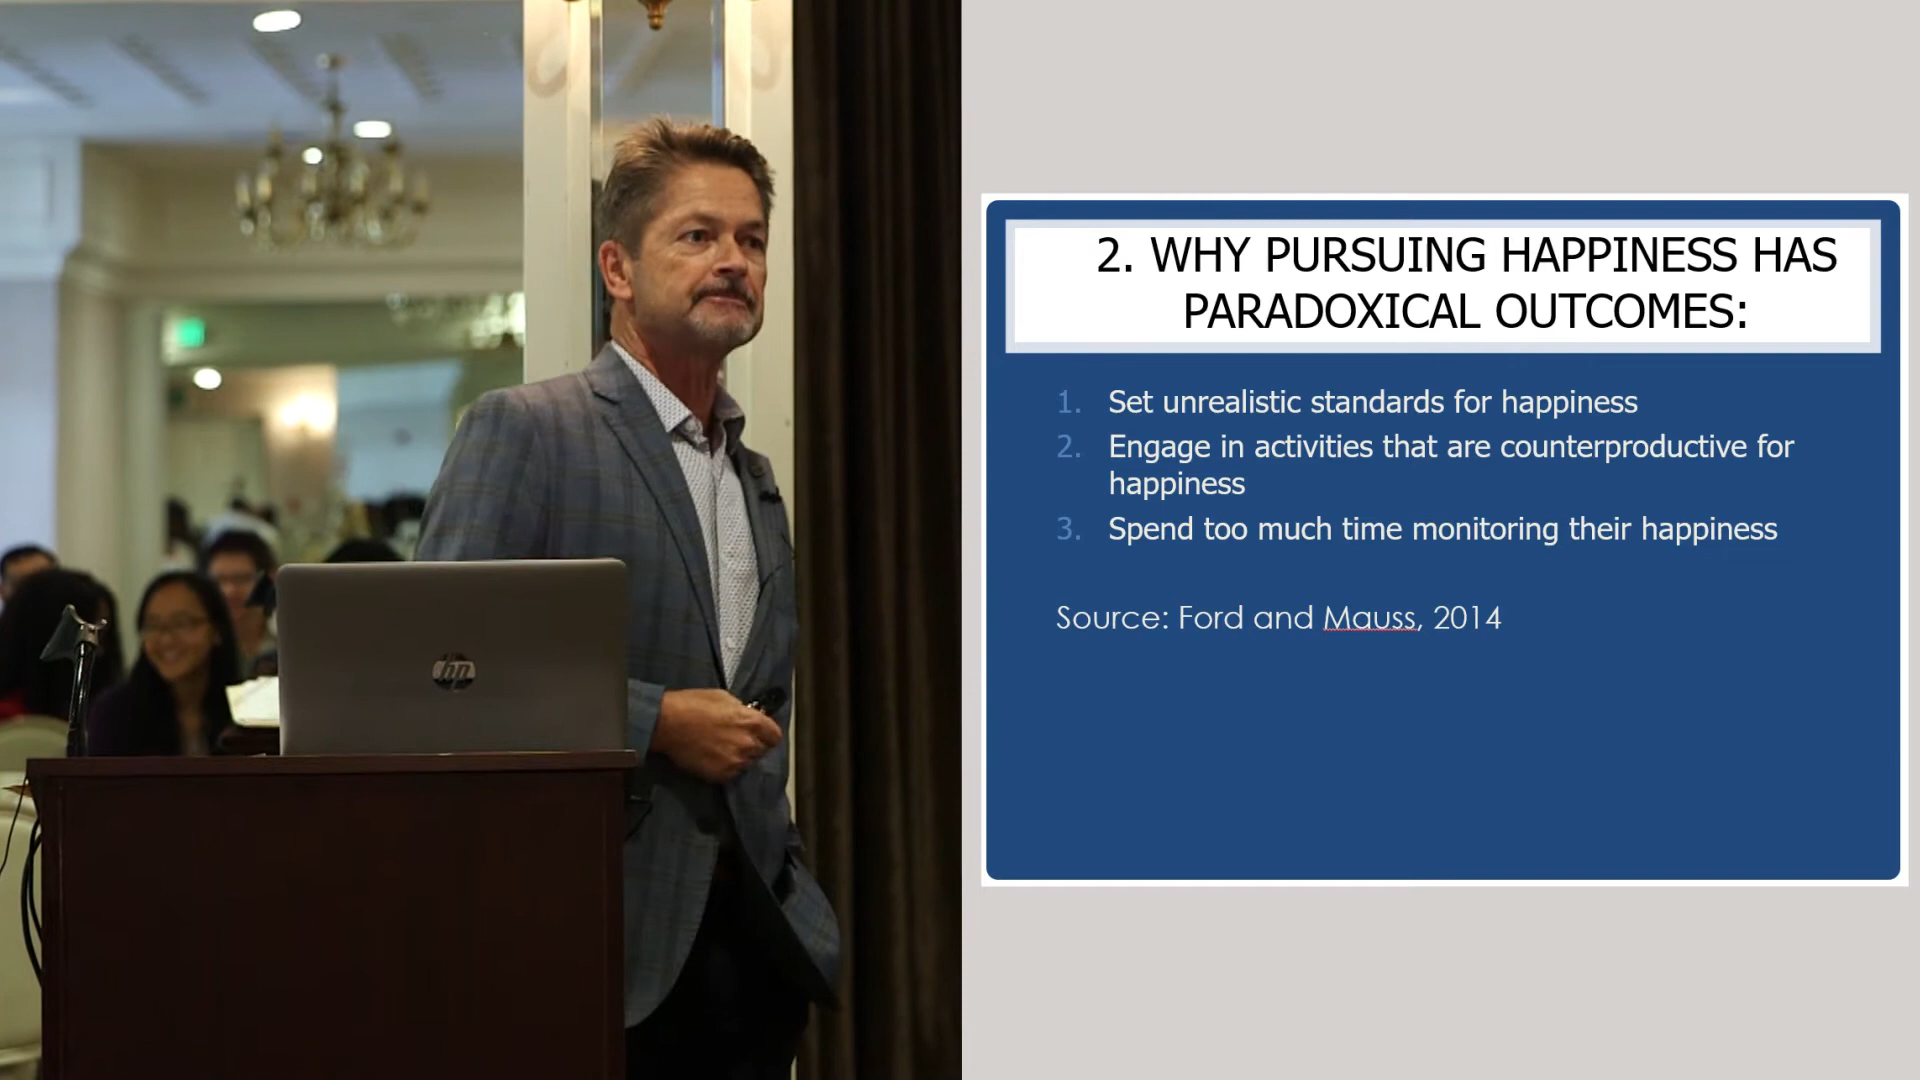 2. WHY PURSUING HAPPINESS HAS
PARADOXICAL OUTCOMES:
1. Set unrealistic standards for happiness
2. Engage in activities that are counterproductive for
happiness
3. Spend too much time monitoring their happiness
Source: Ford and Mauss, 2014
hp